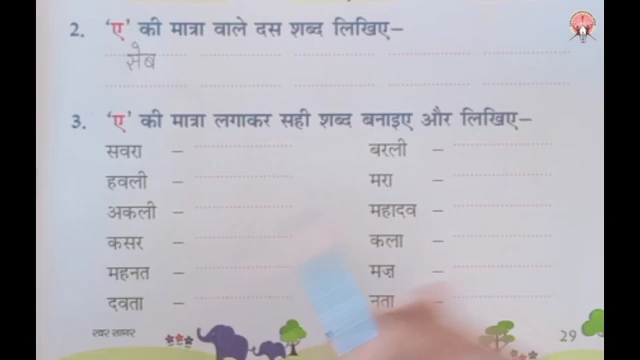 2. 'ए' की मात्रा वाले दस शब्द लिखिए–
सेब
3. 'ए' की मात्रा लगाकर सही शब्द बनाइए और लिखिए–
सवरा – बरली –
हवली – मरा –
अकली – महादव –
कसर – कला –
महनत – मज़ –
दवता – नता –
स्वर सागर 29